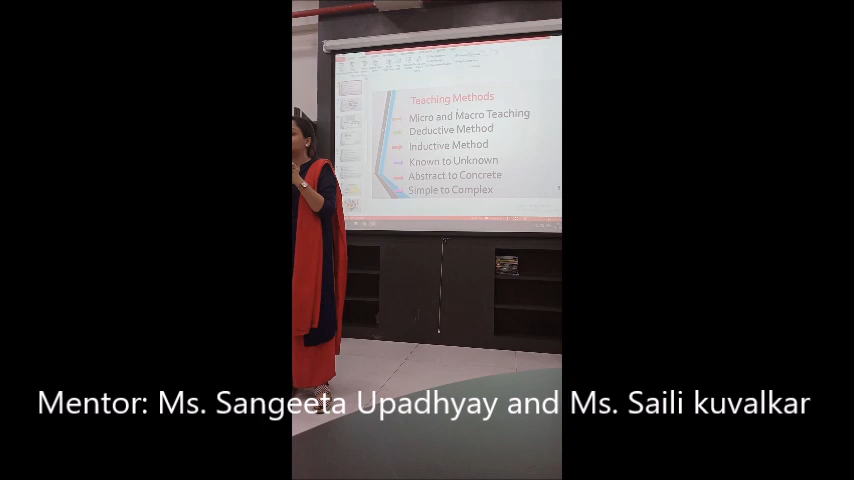 Teaching Methods
Micro and Macro Teaching
Deductive Method
Inductive Method
Known to Unknown
Abstract to Concrete
Simple to Complex
Mentor: Ms. Sangeeta Upadhyay and Ms. Saili kuvalkar